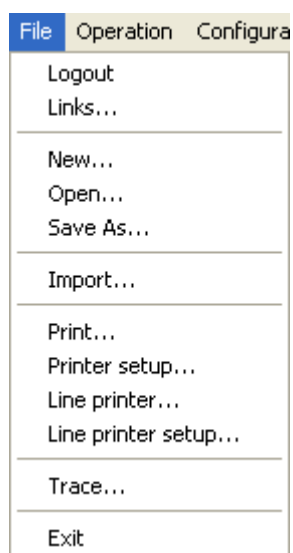 File Operation Configura
Logout
Links...
New...
Open...
Save As...
Import...
Print...
Printer setup...
Line printer...
Line printer setup...
Trace...
Exit